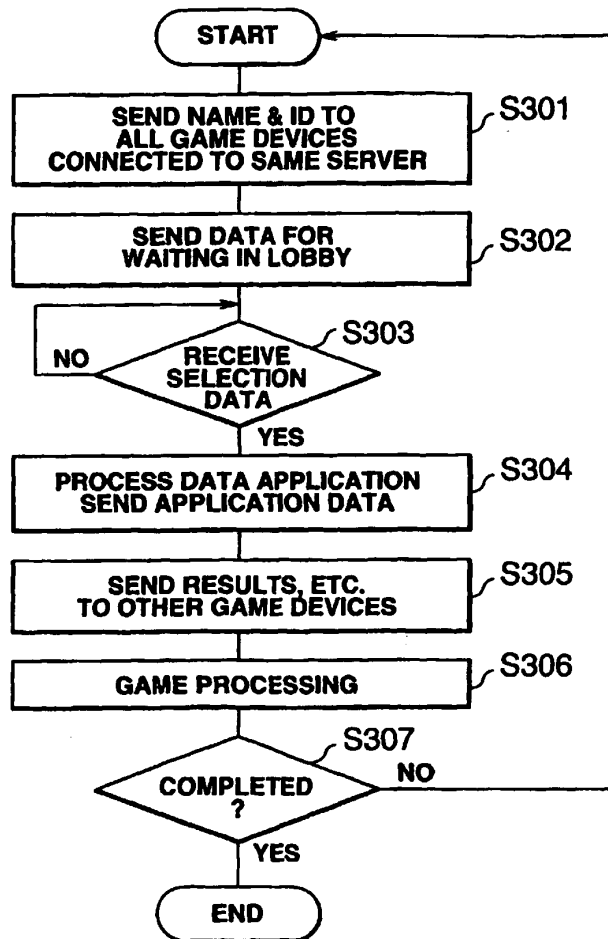 START
SEND NAME & ID TO
ALL GAME DEVICES
CONNECTED TO SAME SERVER
S301
SEND DATA FOR
WAITING IN LOBBY
S302
S303
NO
RECEIVE
SELECTION
DATA
YES
PROCESS DATA APPLICATION
SEND APPLICATION DATA
S304
SEND RESULTS, ETC.
TO OTHER GAME DEVICES
S305
GAME PROCESSING
S306
S307
COMPLETED
?
NO
YES
END